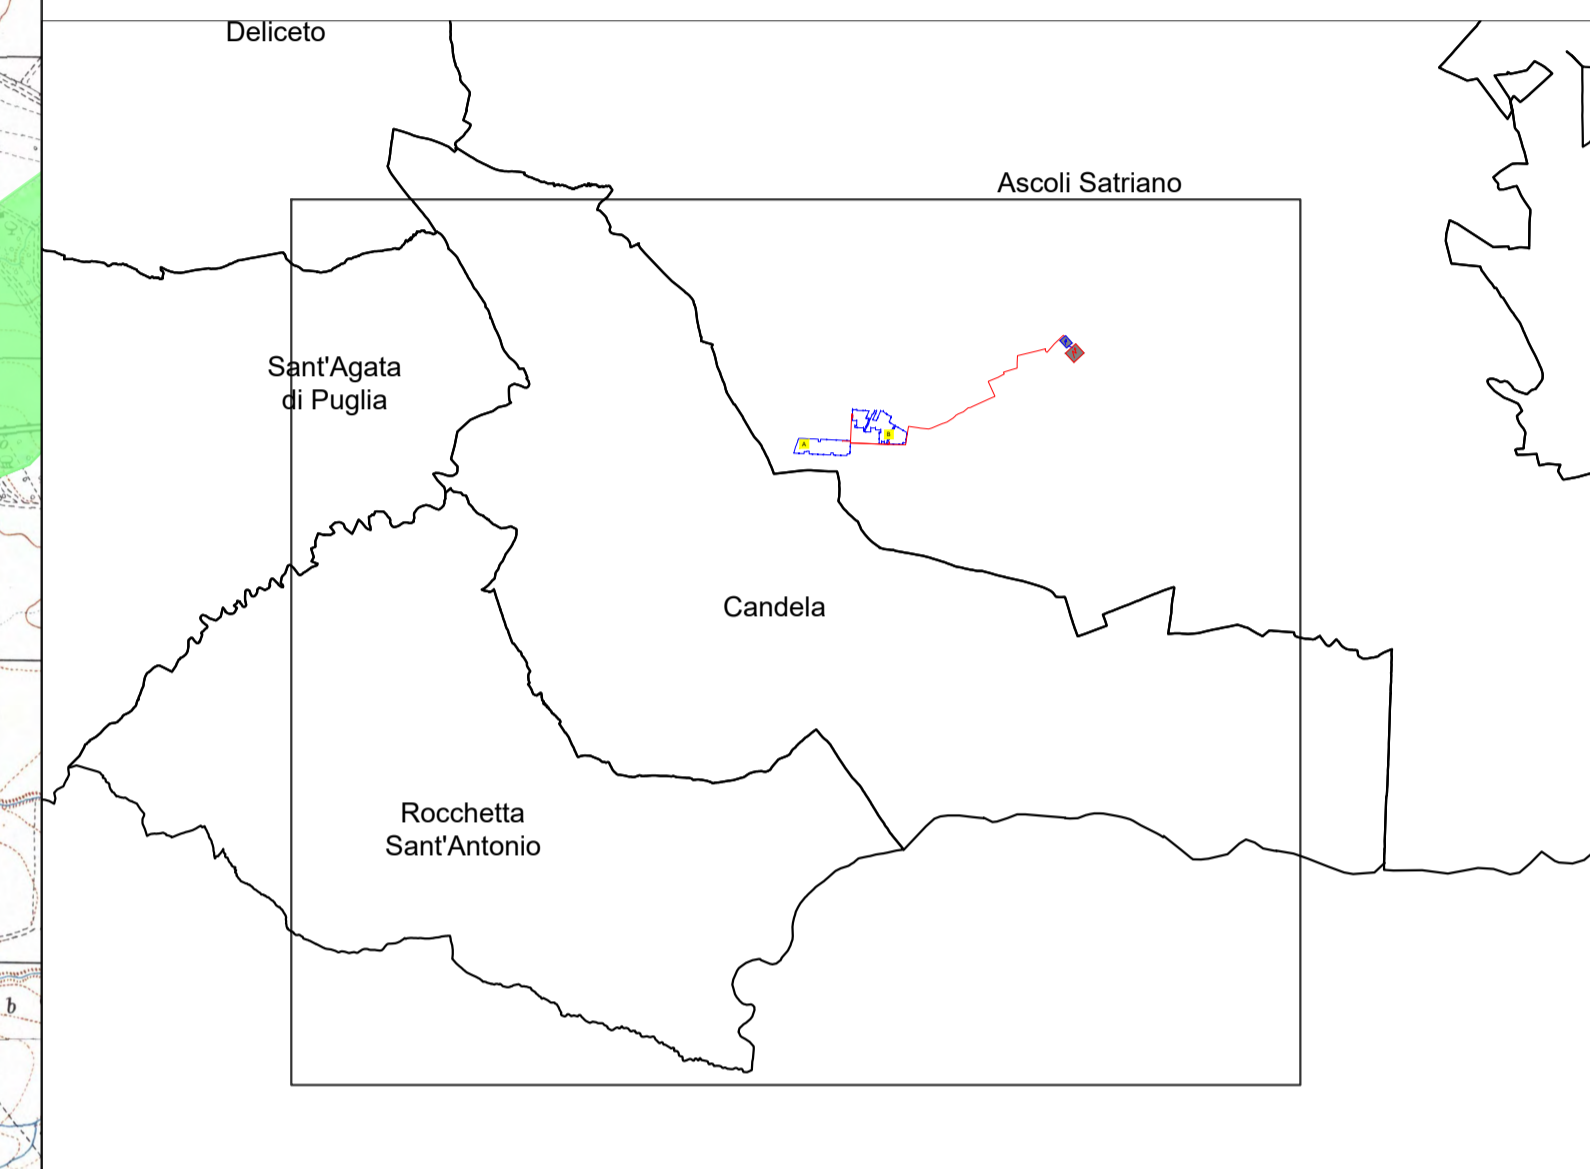 Deliceto
Ascoli Satriano
Sant'Agata
di Puglia
A
B
Candela
Rocchetta
Sant'Antonio
b